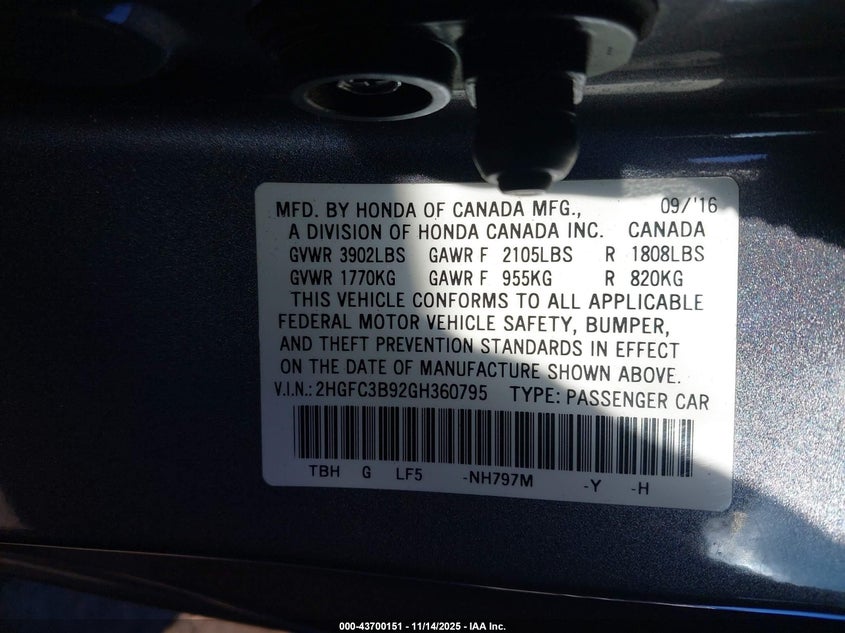 MFD. BY HONDA OF CANADA MFG., 09/'16
A DIVISION OF HONDA CANADA INC. CANADA
GVWR 3902LBS GAWR F 2105LBS R 1808LBS
GVWR 1770KG GAWR F 955KG R 820KG
THIS VEHICLE CONFORMS TO ALL APPLICABLE
FEDERAL MOTOR VEHICLE SAFETY, BUMPER,
AND THEFT PREVENTION STANDARDS IN EFFECT
ON THE DATE OF MANUFACTURE SHOWN ABOVE.
V.I.N.: 2HGFC3B92GH360795 TYPE: PASSENGER CAR
TBH G LF5 -NH797M -Y -H
000-43700151 - 11/14/2025 - IAA Inc.